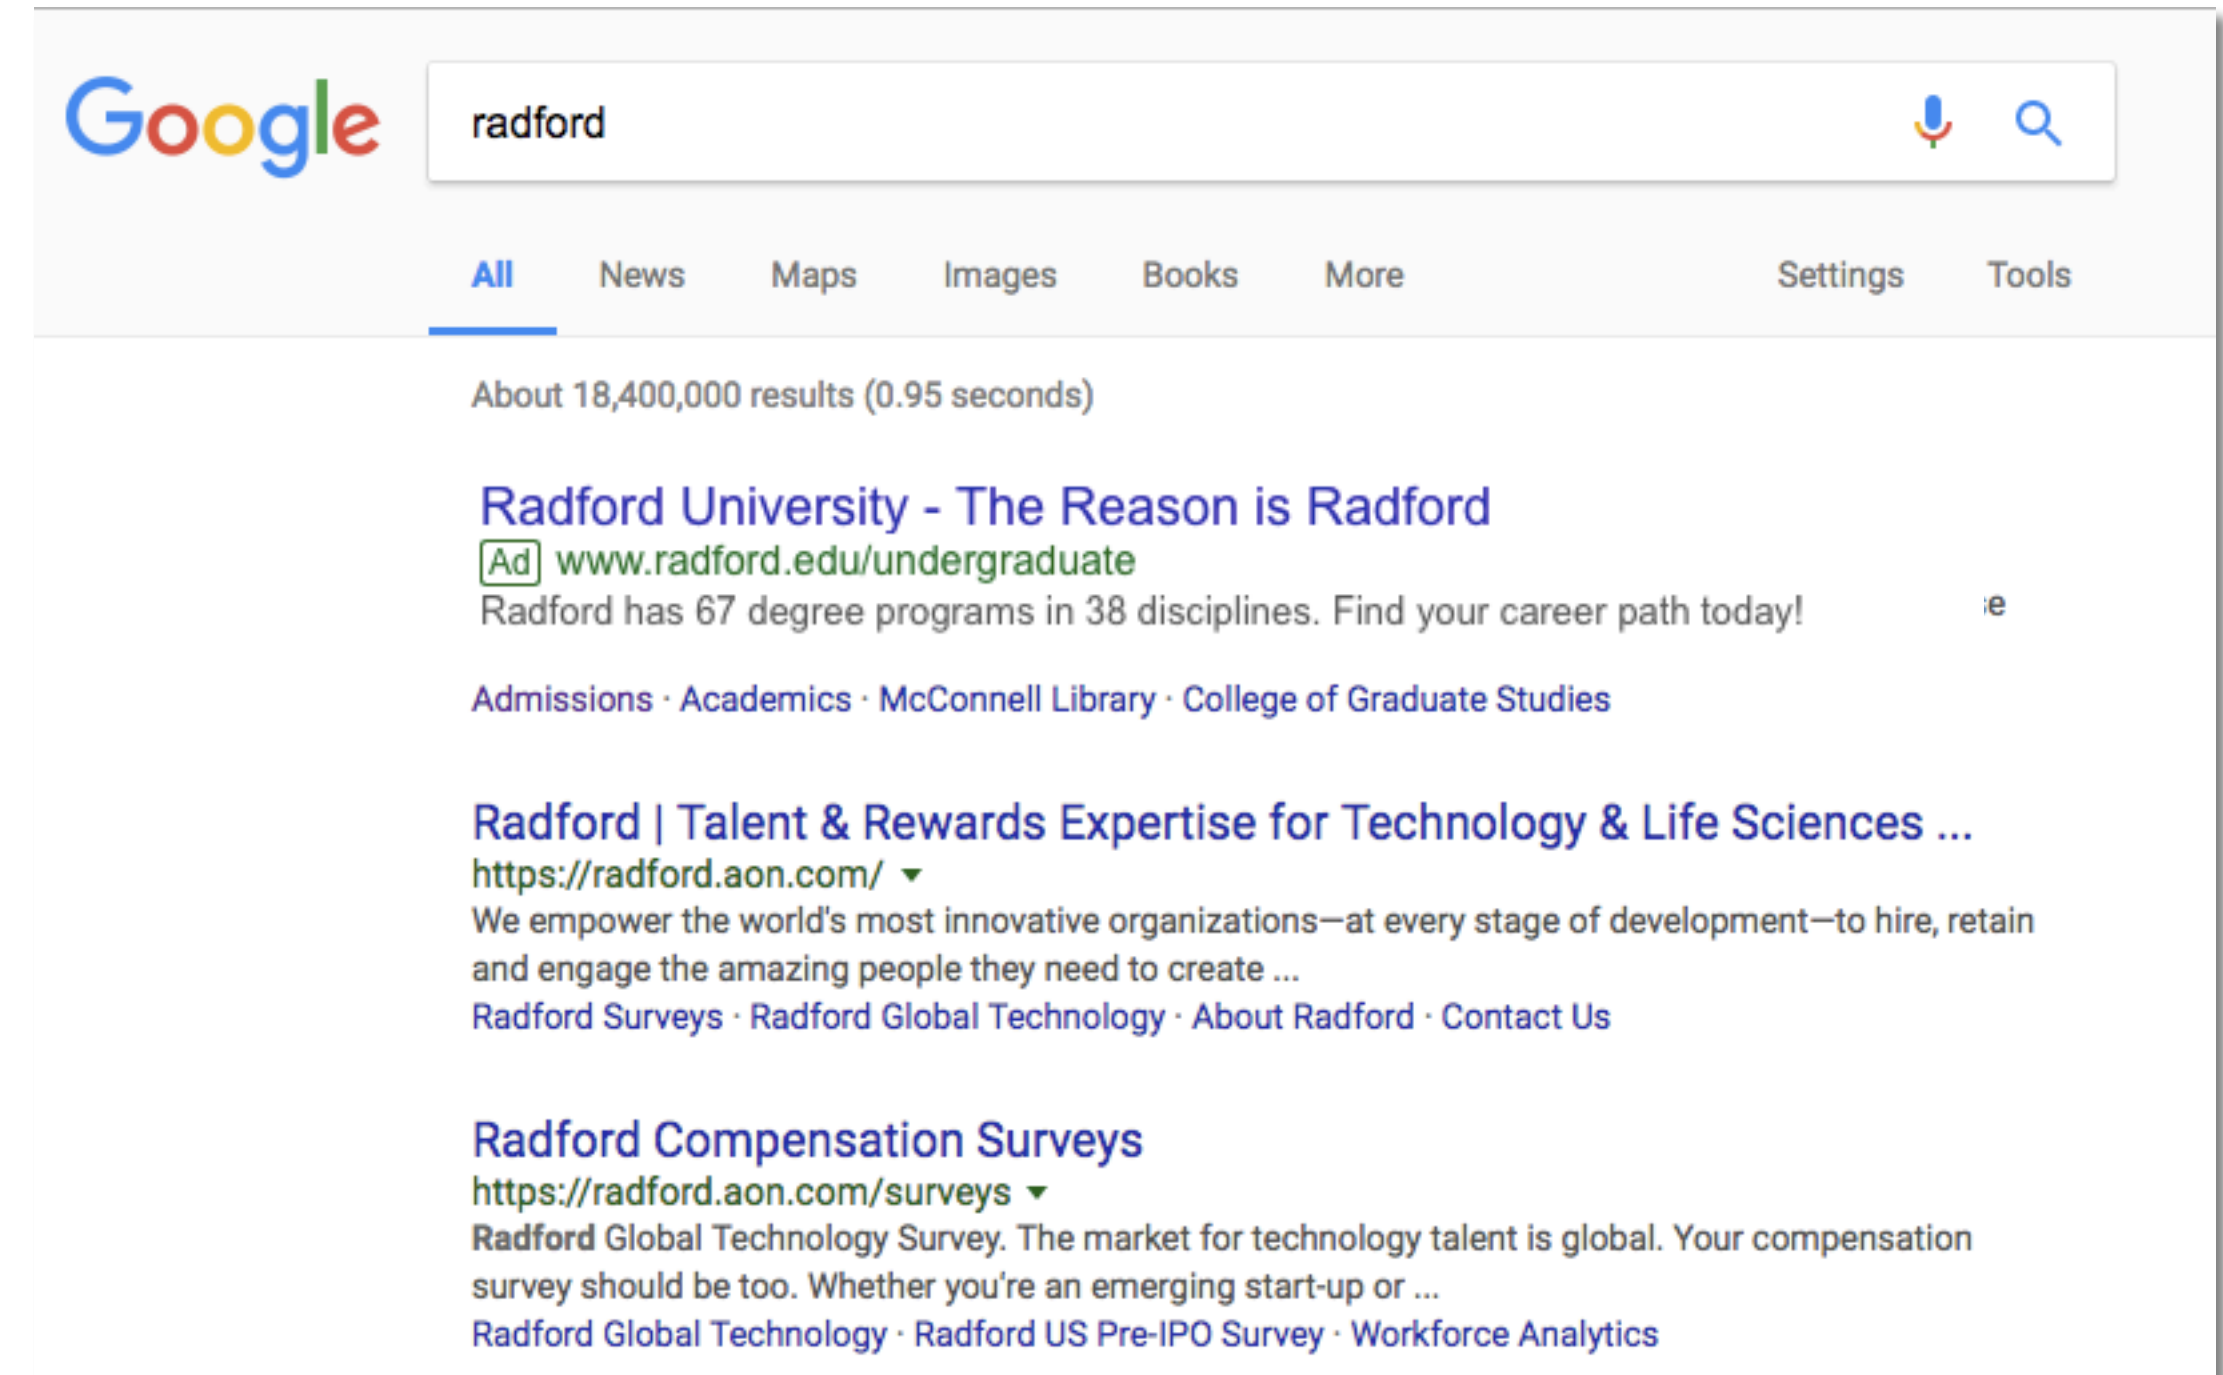 Google
radford
All News Maps Images Books More Settings Tools
About 18,400,000 results (0.95 seconds)
Radford University - The Reason is Radford
Ad www.radford.edu/undergraduate
Radford has 67 degree programs in 38 disciplines. Find your career path today!
Admissions · Academics · McConnell Library · College of Graduate Studies
Radford | Talent & Rewards Expertise for Technology & Life Sciences ...
https://radford.aon.com/
We empower the world's most innovative organizations—at every stage of development—to hire, retain
and engage the amazing people they need to create ...
Radford Surveys · Radford Global Technology · About Radford · Contact Us
Radford Compensation Surveys
https://radford.aon.com/surveys
Radford Global Technology Survey. The market for technology talent is global. Your compensation
survey should be too. Whether you're an emerging start-up or ...
Radford Global Technology · Radford US Pre-IPO Survey · Workforce Analytics